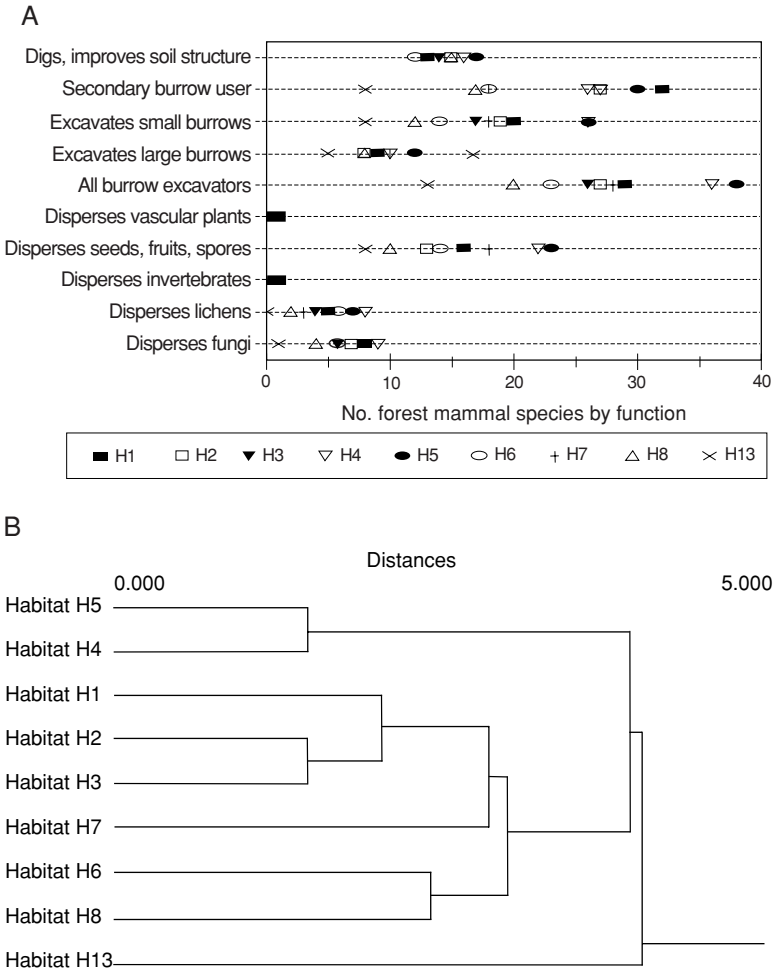 A
Digs, improves soil structure
Secondary burrow user
Excavates small burrows
Excavates large burrows
All burrow excavators
Disperses vascular plants
Disperses seeds, fruits, spores
Disperses invertebrates
Disperses lichens
Disperses fungi
0 10 20 30 40
No. forest mammal species by function
H1 H2 H3 H4 H5 H6 H7 H8 H13
B
Distances
0.000 5.000
Habitat H5
Habitat H4
Habitat H1
Habitat H2
Habitat H3
Habitat H7
Habitat H6
Habitat H8
Habitat H13